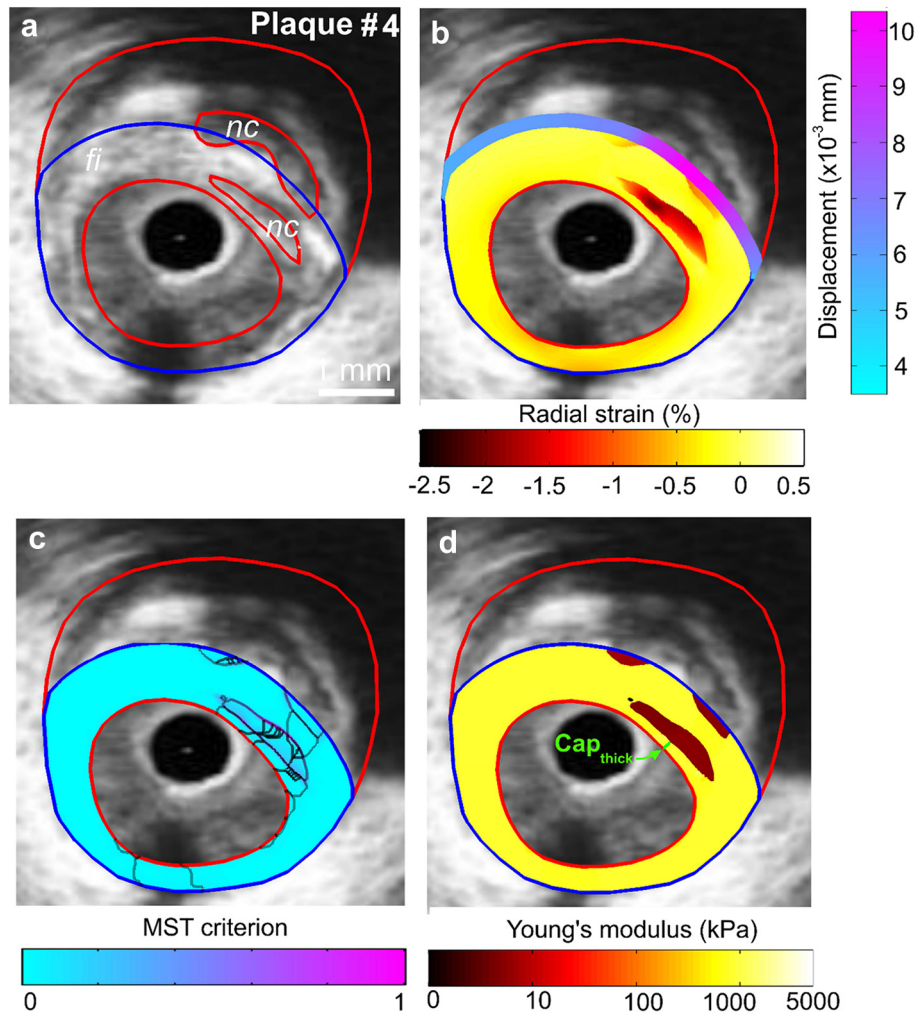 a
Plaque #4
nc
fi
nc
1 mm
b
Displacement (x10⁻³ mm)
10
9
8
7
6
5
4
Radial strain (%)
-2.5 -2 -1.5 -1 -0.5 0 0.5
c
MST criterion
0 1
d
Cap thick
Young's modulus (kPa)
0 10 100 1000 5000